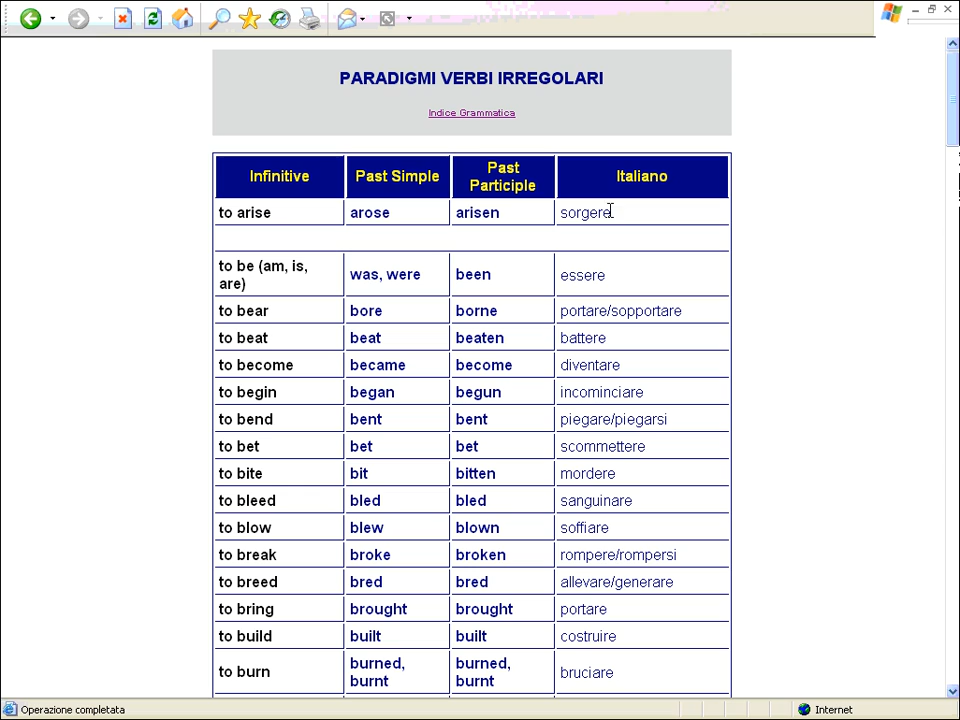 PARADIGMI VERBI IRREGOLARI
Indice Grammatica
Infinitive Past Simple Past Participle Italiano
to arise arose arisen sorgere
to be (am, is, are) was, were been essere
to bear bore borne portare/sopportare
to beat beat beaten battere
to become became become diventare
to begin began begun incominciare
to bend bent bent piegare/piegarsi
to bet bet bet scommettere
to bite bit bitten mordere
to bleed bled bled sanguinare
to blow blew blown soffiare
to break broke broken rompere/rompersi
to breed bred bred allevare/generare
to bring brought brought portare
to build built built costruire
to burn burned, burnt burned, burnt bruciare
Operazione completata Internet